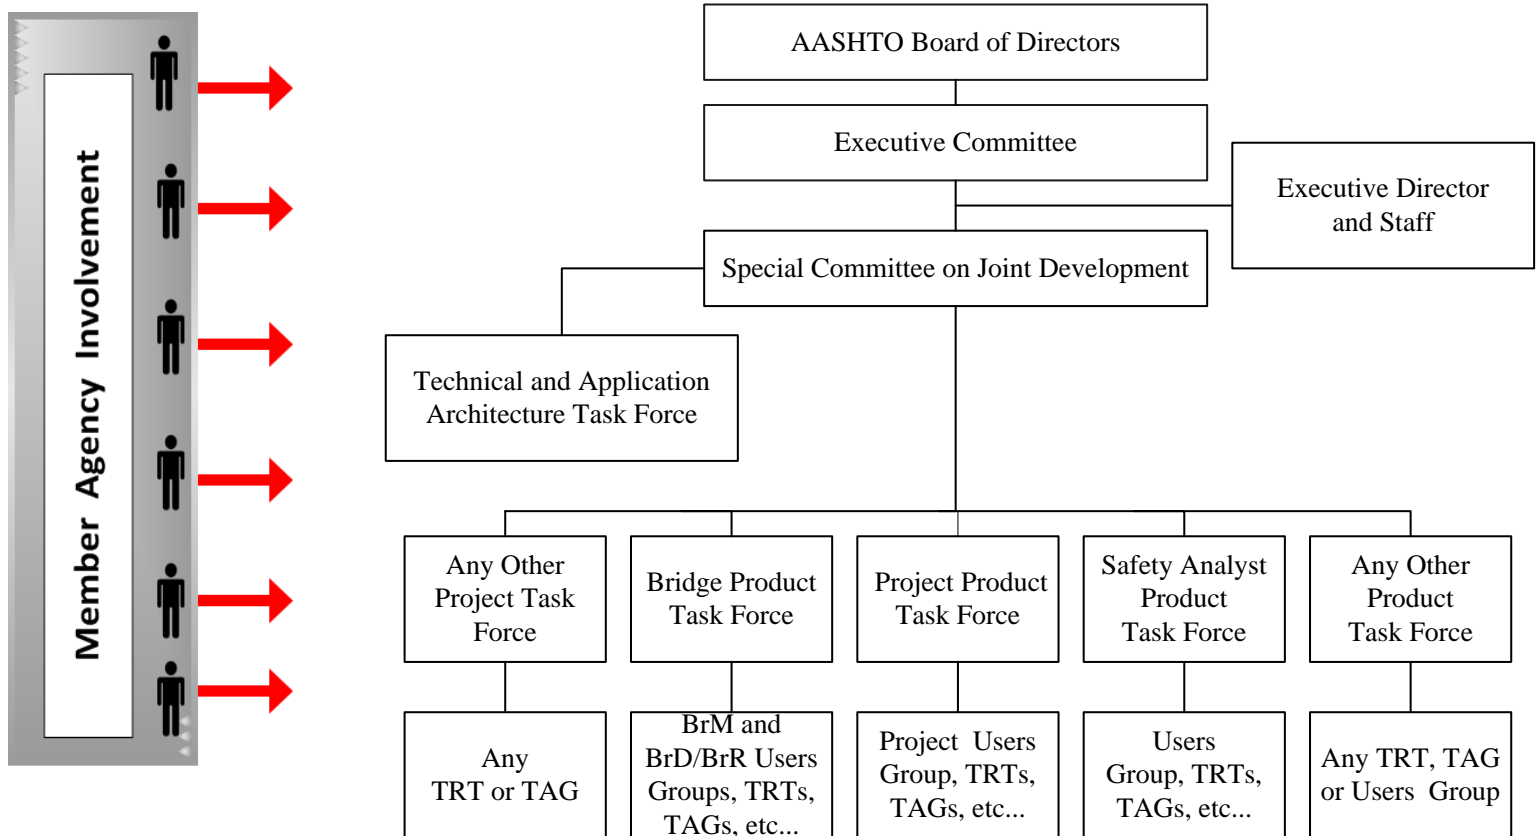 Member Agency Involvement
AASHTO Board of Directors
Executive Committee
Executive Director
and Staff
Special Committee on Joint Development
Technical and Application
Architecture Task Force
Any Other
Project Task
Force
Bridge Product
Task Force
Project Product
Task Force
Safety Analyst
Product
Task Force
Any Other
Product
Task Force
Any
TRT or TAG
BrM and
BrD/BrR Users
Groups, TRTs,
TAGs, etc...
Project Users
Group, TRTs,
TAGs, etc...
Users
Group, TRTs,
TAGs, etc...
Any TRT, TAG
or Users Group